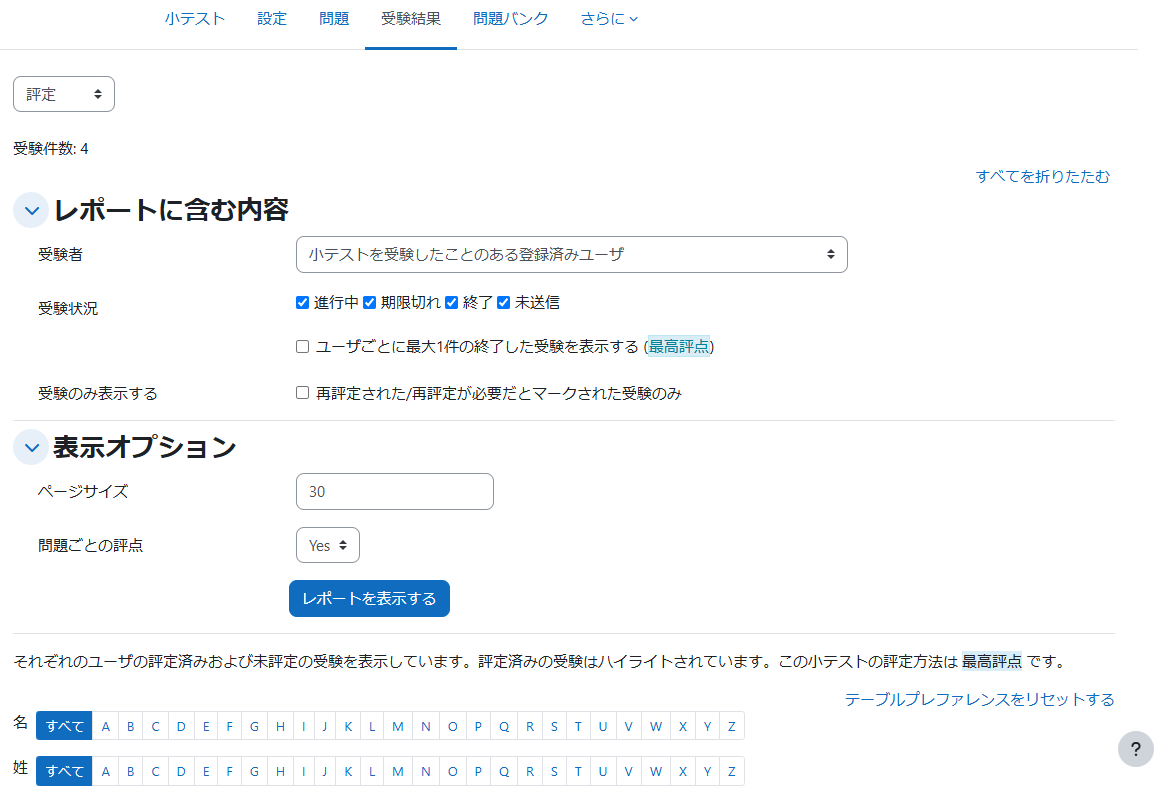 小テスト 設定 問題 受験結果 問題バンク さらに
評定
受験件数: 4
すべてを折りたたむ
レポートに含む内容
受験者 小テストを受験したことのある登録済みユーザ
受験状況 進行中 期限切れ 終了 未送信
ユーザごとに最大1件の終了した受験を表示する (最高評点)
受験のみ表示する 再評定された/再評定が必要だとマークされた受験のみ
表示オプション
ページサイズ 30
問題ごとの評点 Yes
レポートを表示する
それぞれのユーザの評定済みおよび未評定の受験を表示しています。評定済みの受験はハイライトされています。この小テストの評定方法は 最高評点 です。
テーブルプレファレンスをリセットする
名 すべて A B C D E F G H I J K L M N O P Q R S T U V W X Y Z
?
姓 すべて A B C D E F G H I J K L M N O P Q R S T U V W X Y Z